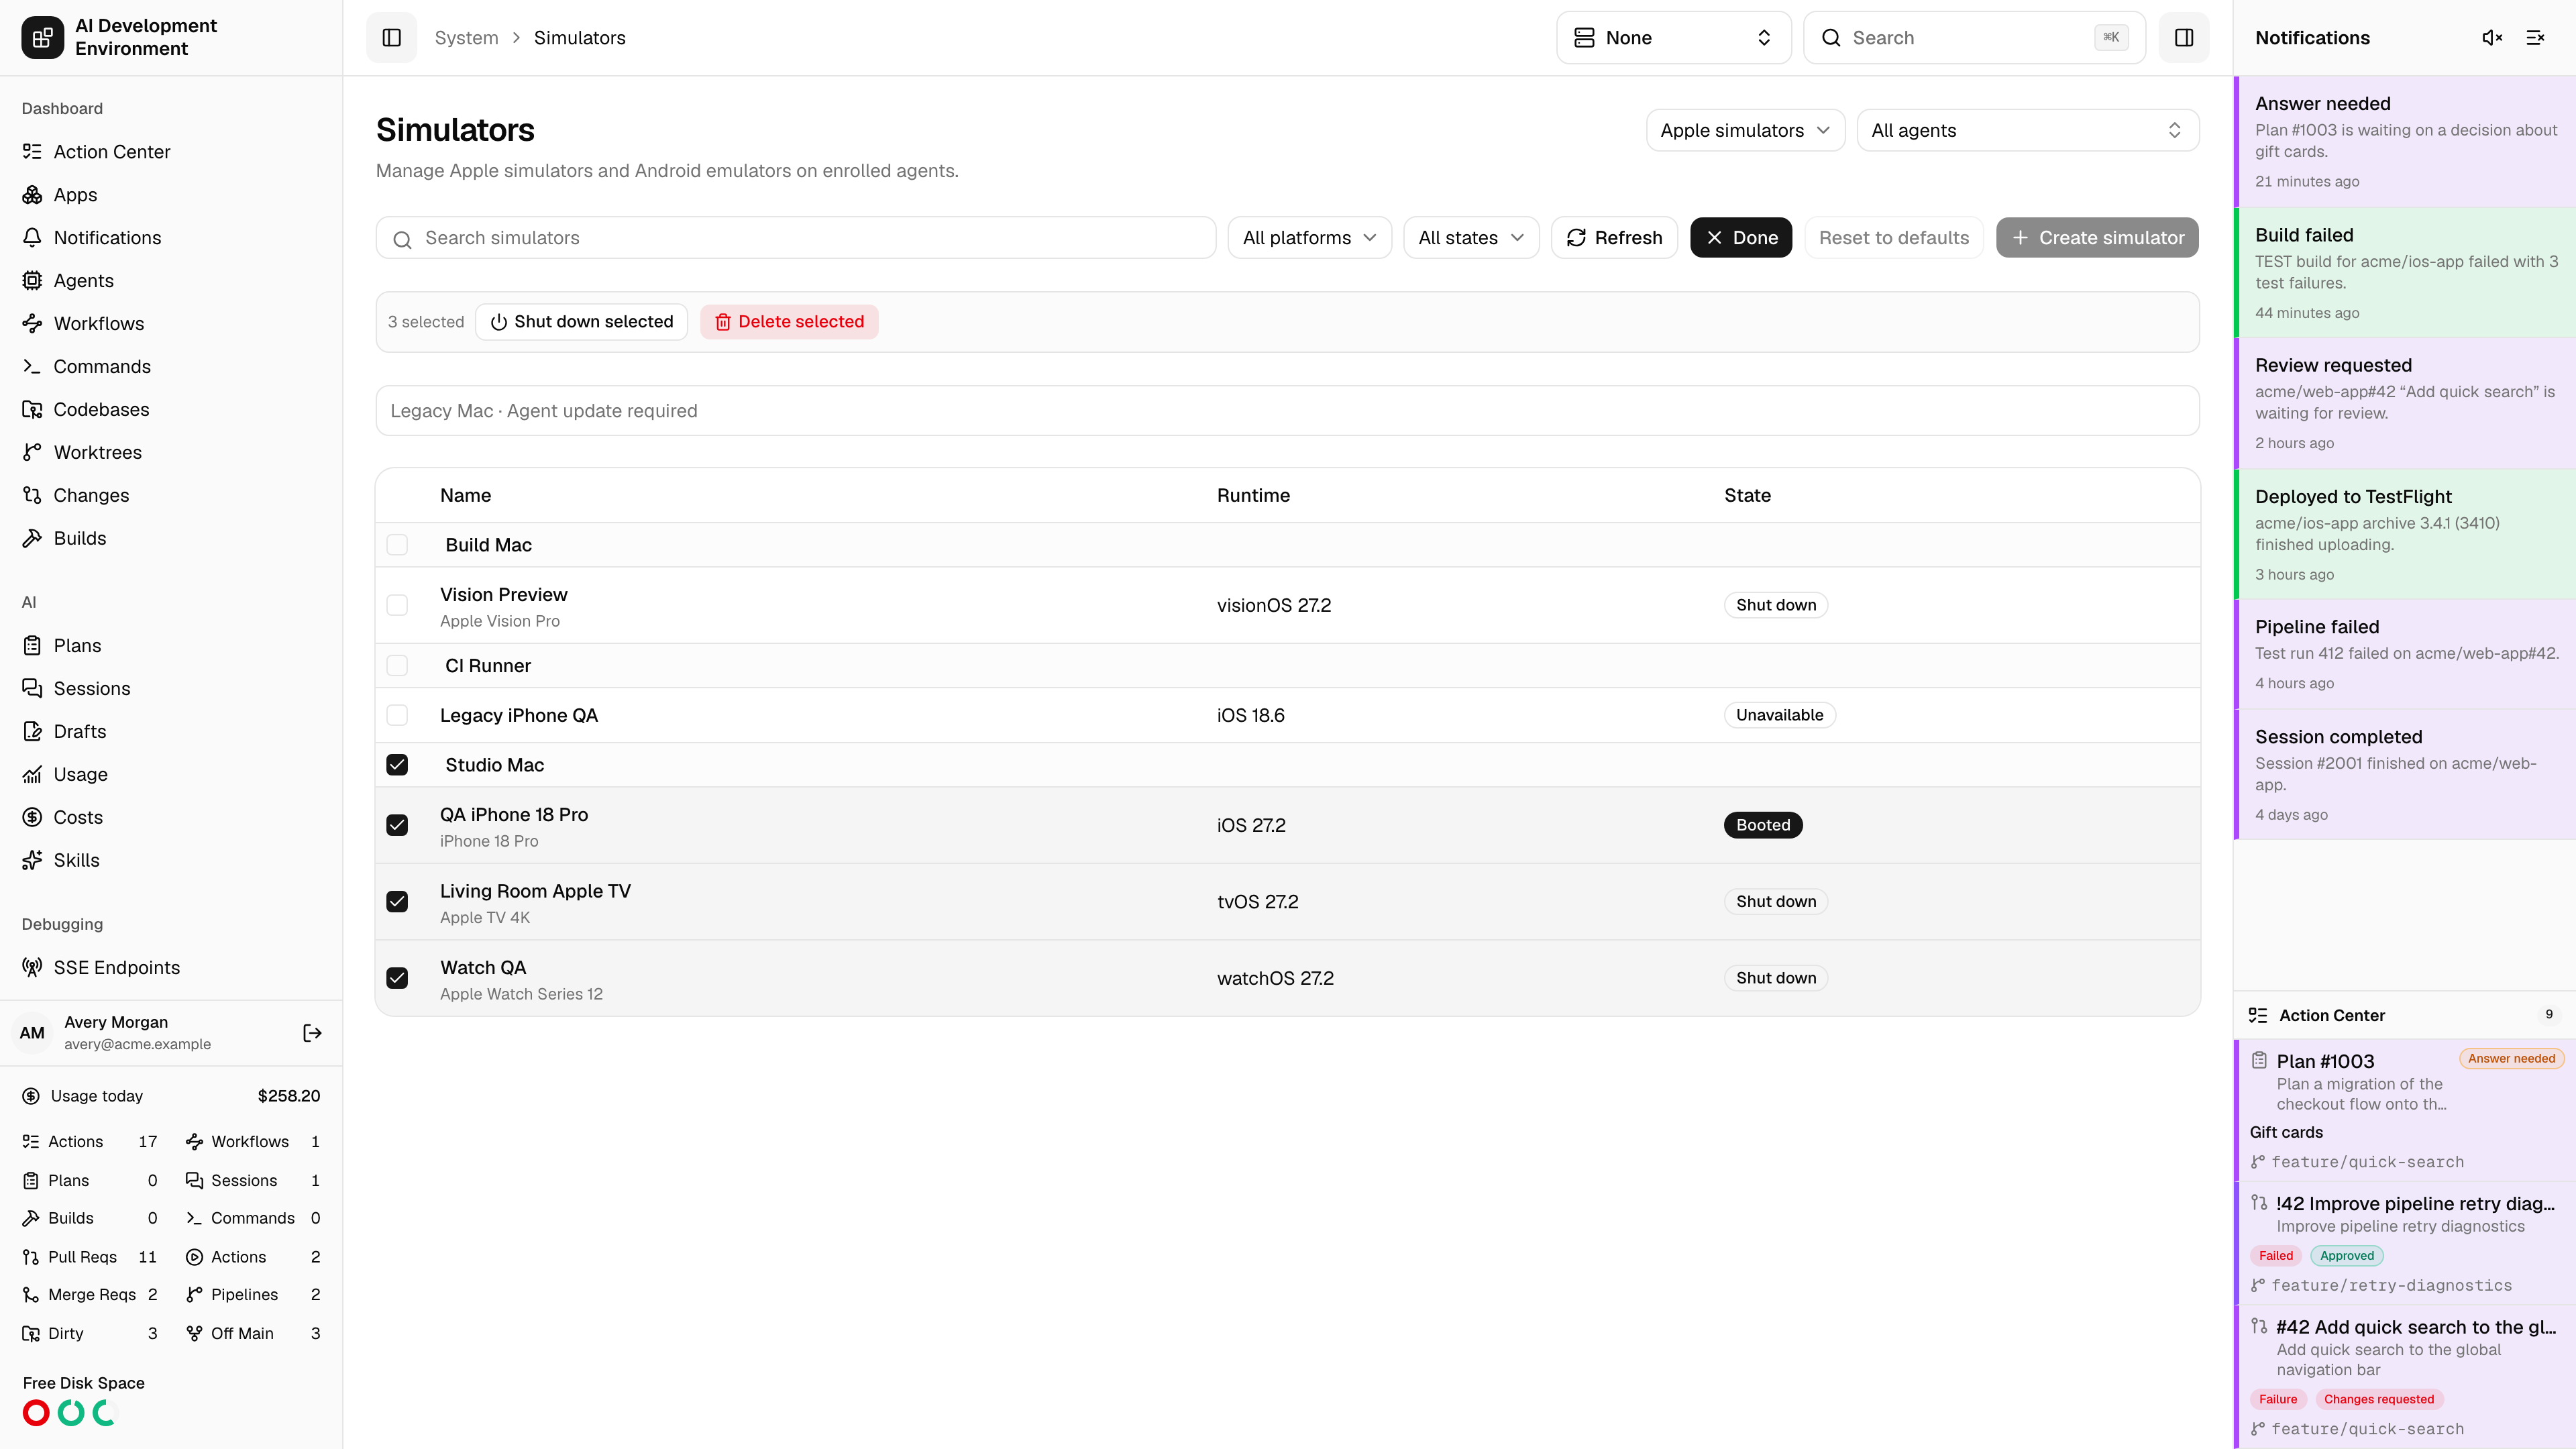 AI Development
Environment
Dashboard
Action Center
Apps
Notifications
Agents
Workflows
Commands
Codebases
Worktrees
Changes
Builds
AI
Plans
Sessions
Drafts
Usage
Costs
Skills
Debugging
SSE Endpoints
AM
Avery Morgan
avery@acme.example
Usage today $258.20
Actions 17 Workflows 1
Plans 0 Sessions 1
Builds 0 Commands 0
Pull Reqs 11 Actions 2
Merge Reqs 2 Pipelines 2
Dirty 3 Off Main 3
Free Disk Space
System > Simulators
None
Search ⌘K
Simulators
Manage Apple simulators and Android emulators on enrolled agents.
Apple simulators
All agents
Search simulators
All platforms
All states
Refresh
Done
Reset to defaults
Create simulator
3 selected
Shut down selected
Delete selected
Legacy Mac · Agent update required
Name Runtime State
Build Mac
Vision Preview
Apple Vision Pro
visionOS 27.2
Shut down
CI Runner
Legacy iPhone QA
iOS 18.6
Unavailable
Studio Mac
QA iPhone 18 Pro
iPhone 18 Pro
iOS 27.2
Booted
Living Room Apple TV
Apple TV 4K
tvOS 27.2
Shut down
Watch QA
Apple Watch Series 12
watchOS 27.2
Shut down
Notifications
Answer needed
Plan #1003 is waiting on a decision about
gift cards.
21 minutes ago
Build failed
TEST build for acme/ios-app failed with 3
test failures.
44 minutes ago
Review requested
acme/web-app#42 “Add quick search” is
waiting for review.
2 hours ago
Deployed to TestFlight
acme/ios-app archive 3.4.1 (3410)
finished uploading.
3 hours ago
Pipeline failed
Test run 412 failed on acme/web-app#42.
4 hours ago
Session completed
Session #2001 finished on acme/web-
app.
4 days ago
Action Center 9
Plan #1003
Answer needed
Plan a migration of the
checkout flow onto th...
Gift cards
feature/quick-search
!42 Improve pipeline retry diag...
Improve pipeline retry diagnostics
Failed Approved
feature/retry-diagnostics
#42 Add quick search to the gl...
Add quick search to the global
navigation bar
Failure Changes requested
feature/quick-search